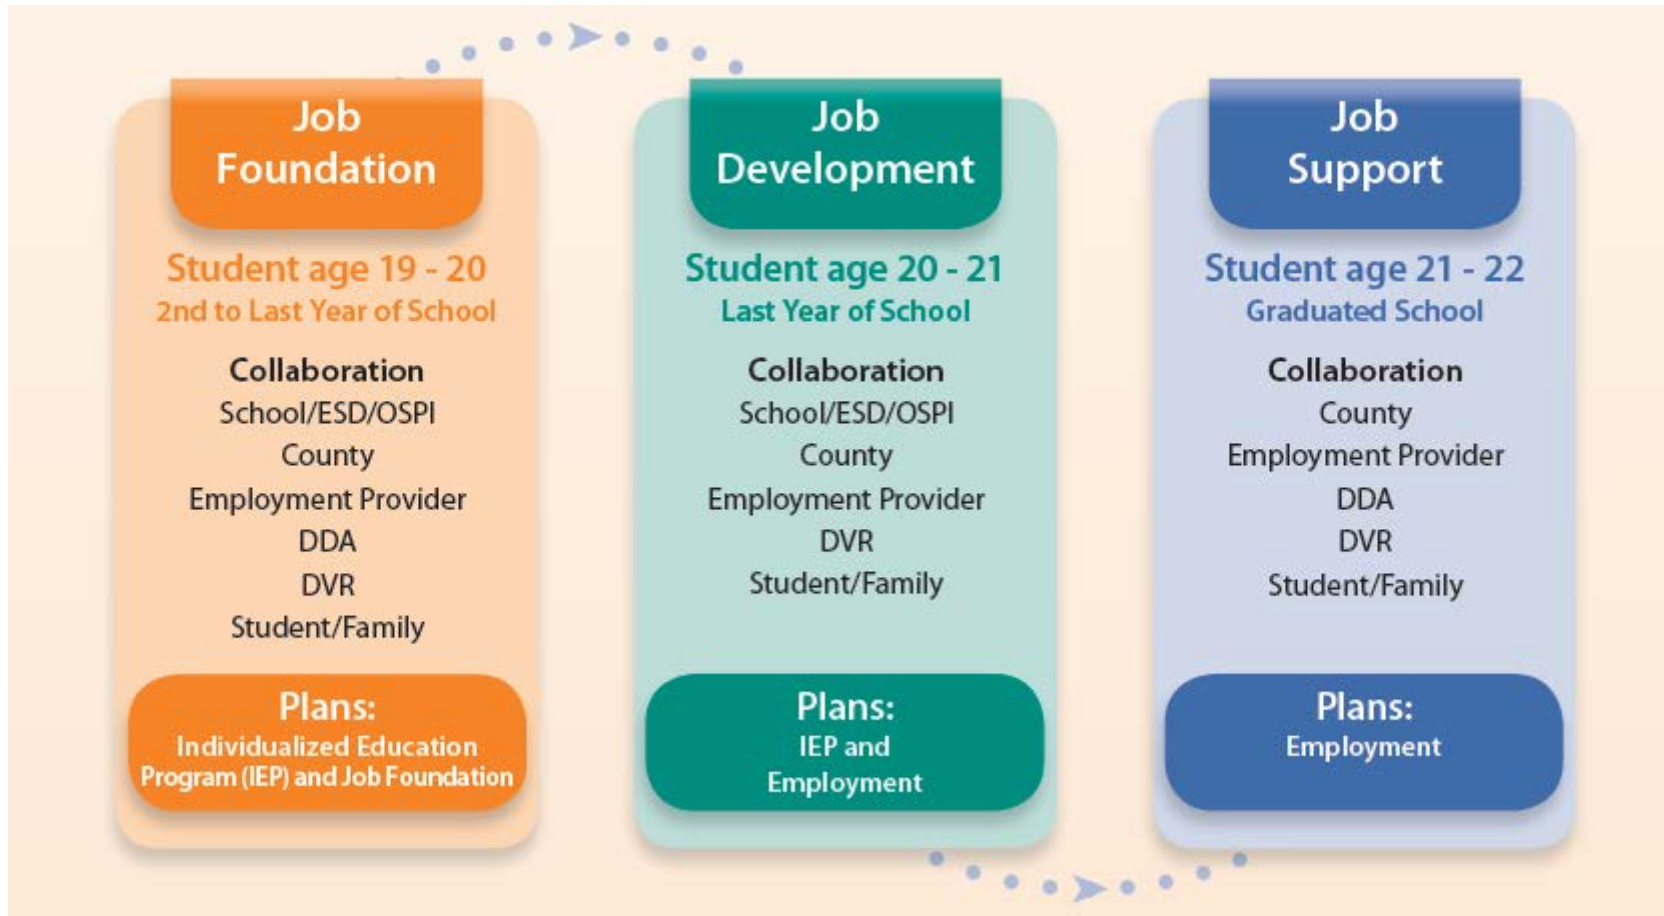 Job
Foundation
Student age 19 - 20
2nd to Last Year of School
Collaboration
School/ESD/OSPI
County
Employment Provider
DDA
DVR
Student/Family
Plans:
Individualized Education
Program (IEP) and Job Foundation
Job
Development
Student age 20 - 21
Last Year of School
Collaboration
School/ESD/OSPI
County
Employment Provider
DVR
Student/Family
Plans:
IEP and
Employment
Job
Support
Student age 21 - 22
Graduated School
Collaboration
County
Employment Provider
DDA
DVR
Student/Family
Plans:
Employment